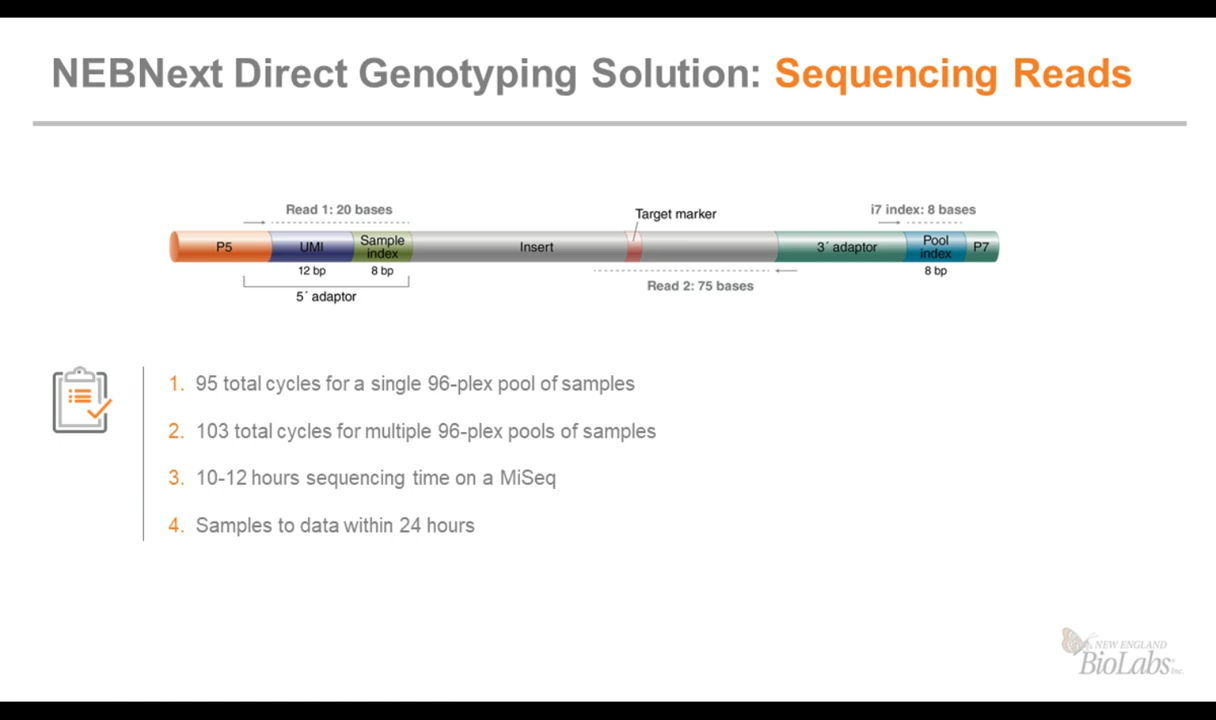 NEBNext Direct Genotyping Solution: Sequencing Reads
Read 1: 20 bases
Target marker
i7 index: 8 bases
P5
UMI
Sample
index
Insert
3´ adaptor
Pool
index
P7
12 bp
8 bp
8 bp
5´ adaptor
Read 2: 75 bases
1. 95 total cycles for a single 96-plex pool of samples
2. 103 total cycles for multiple 96-plex pools of samples
3. 10-12 hours sequencing time on a MiSeq
4. Samples to data within 24 hours
NEW ENGLAND
BioLabs Inc.